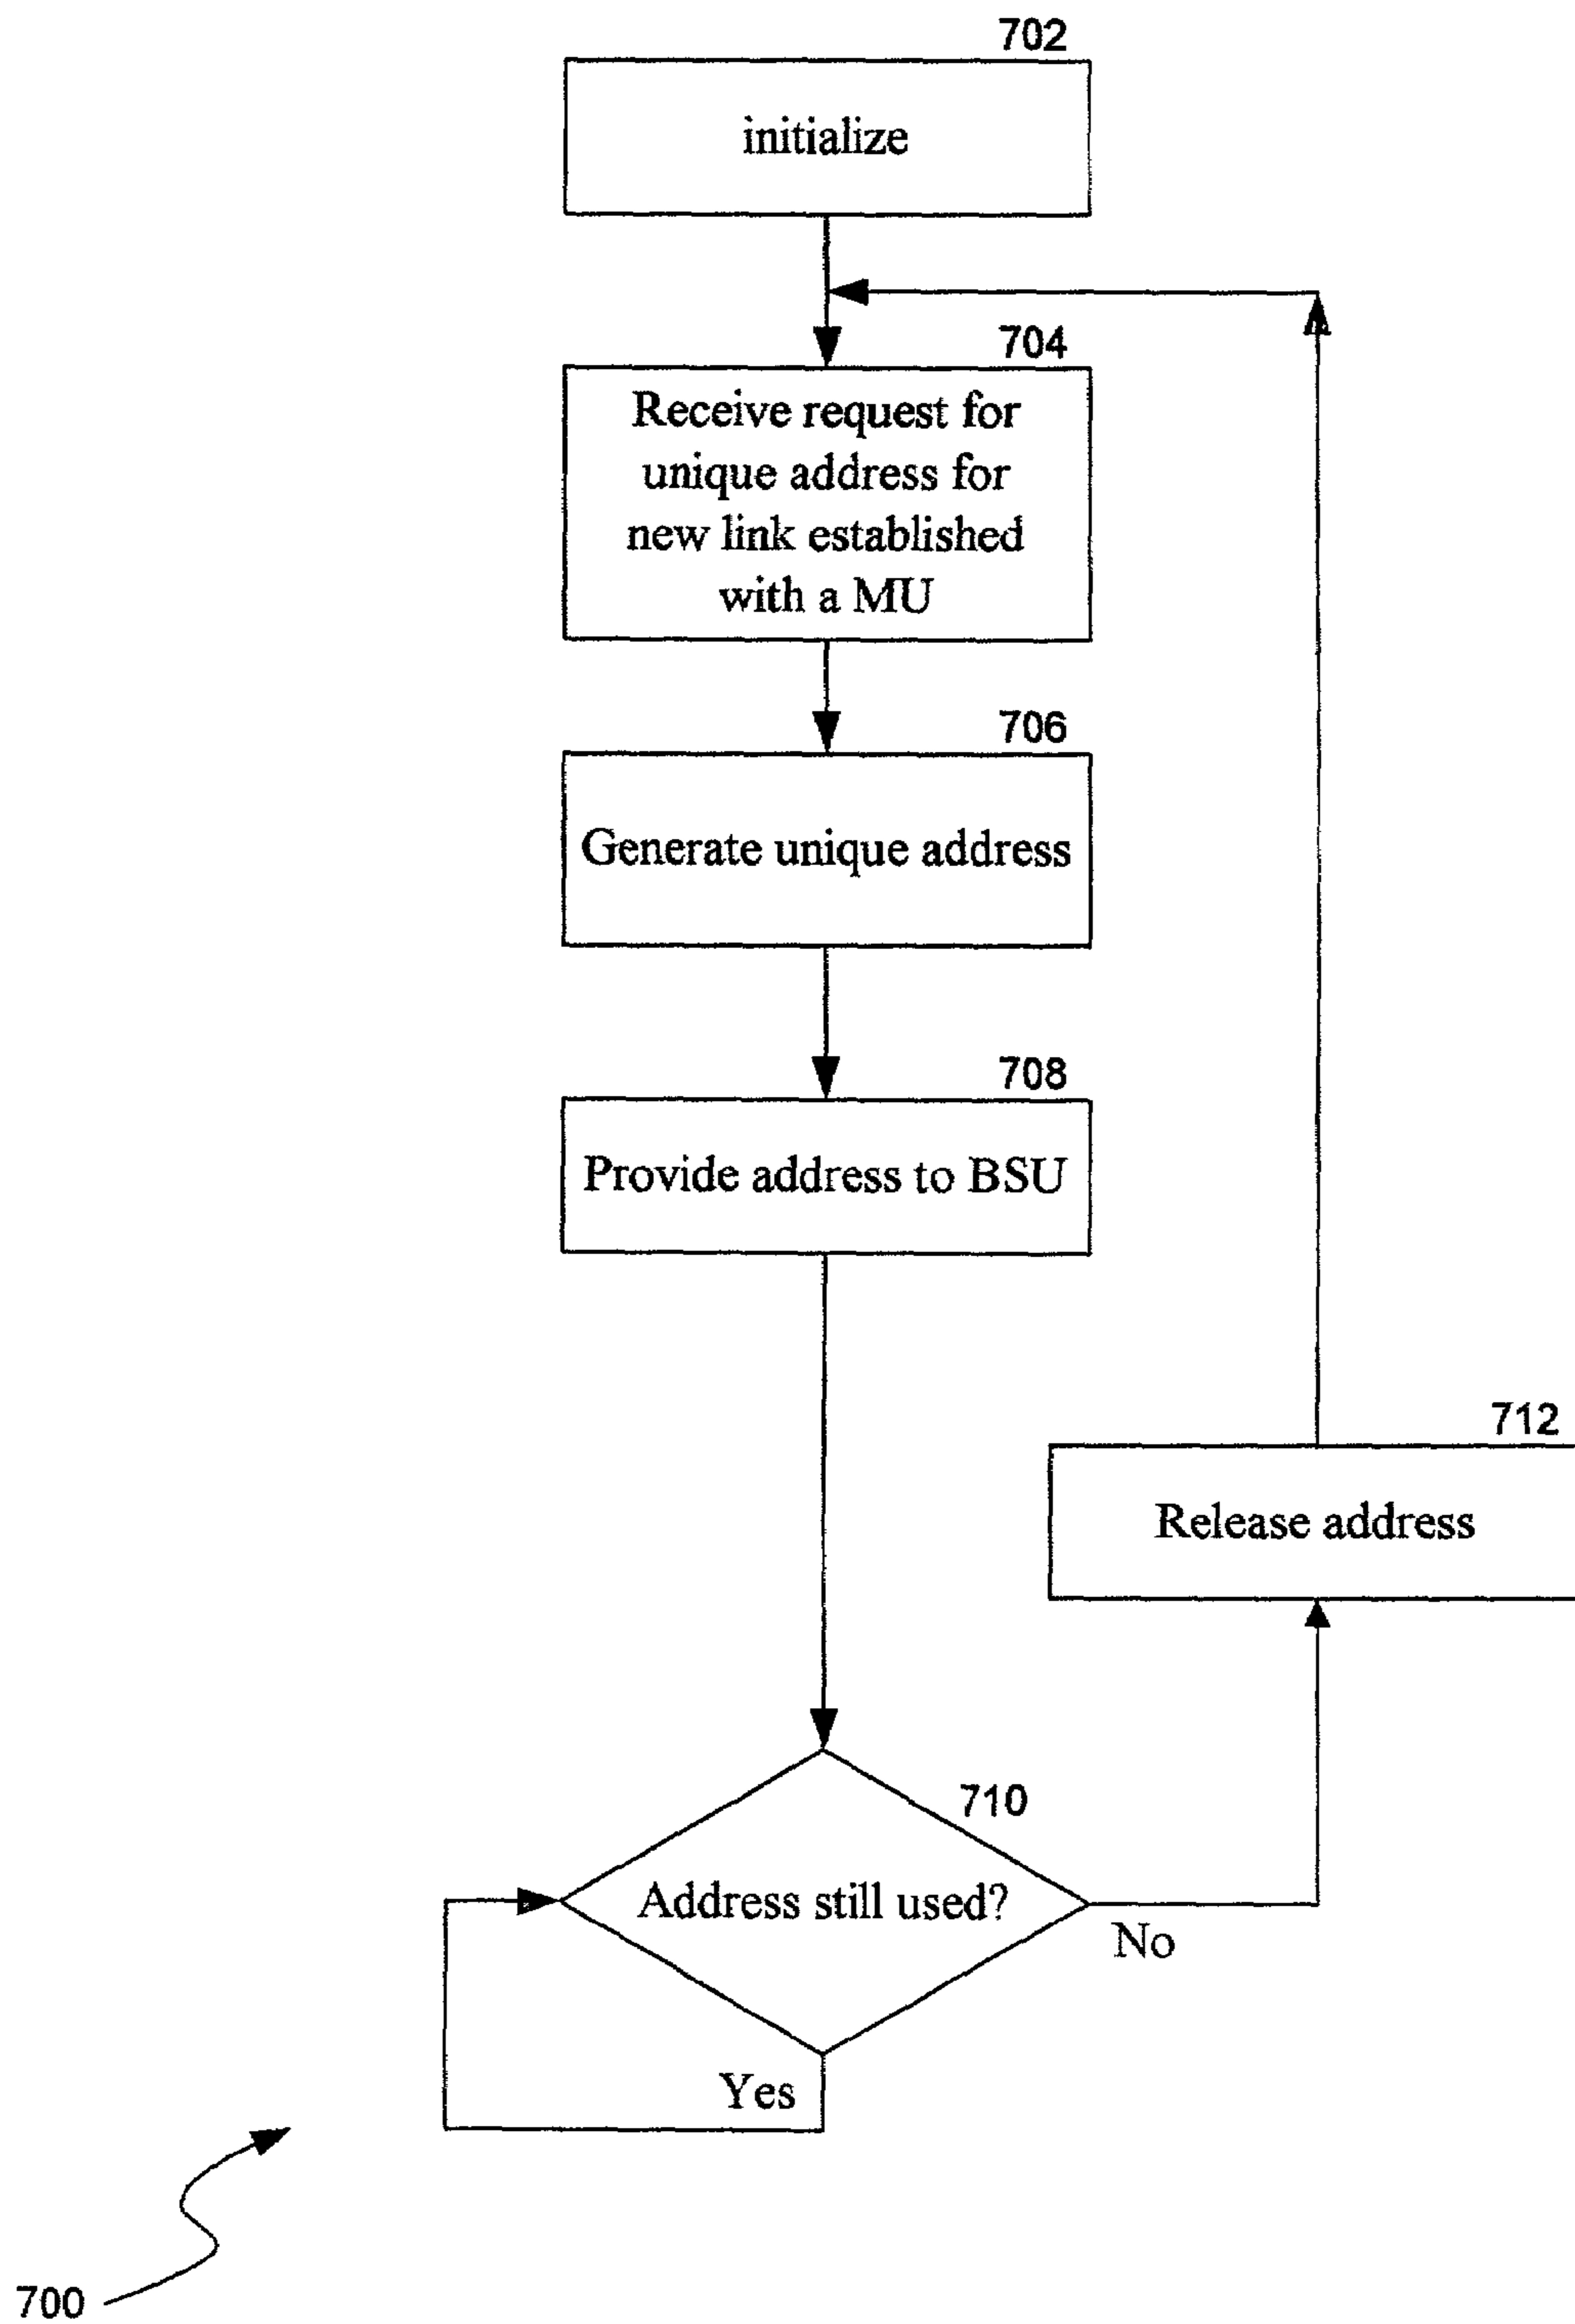 702
initialize
704
Receive request for
unique address for
new link established
with a MU
706
Generate unique address
708
Provide address to BSU
712
Release address
710
Address still used?
No
Yes
700